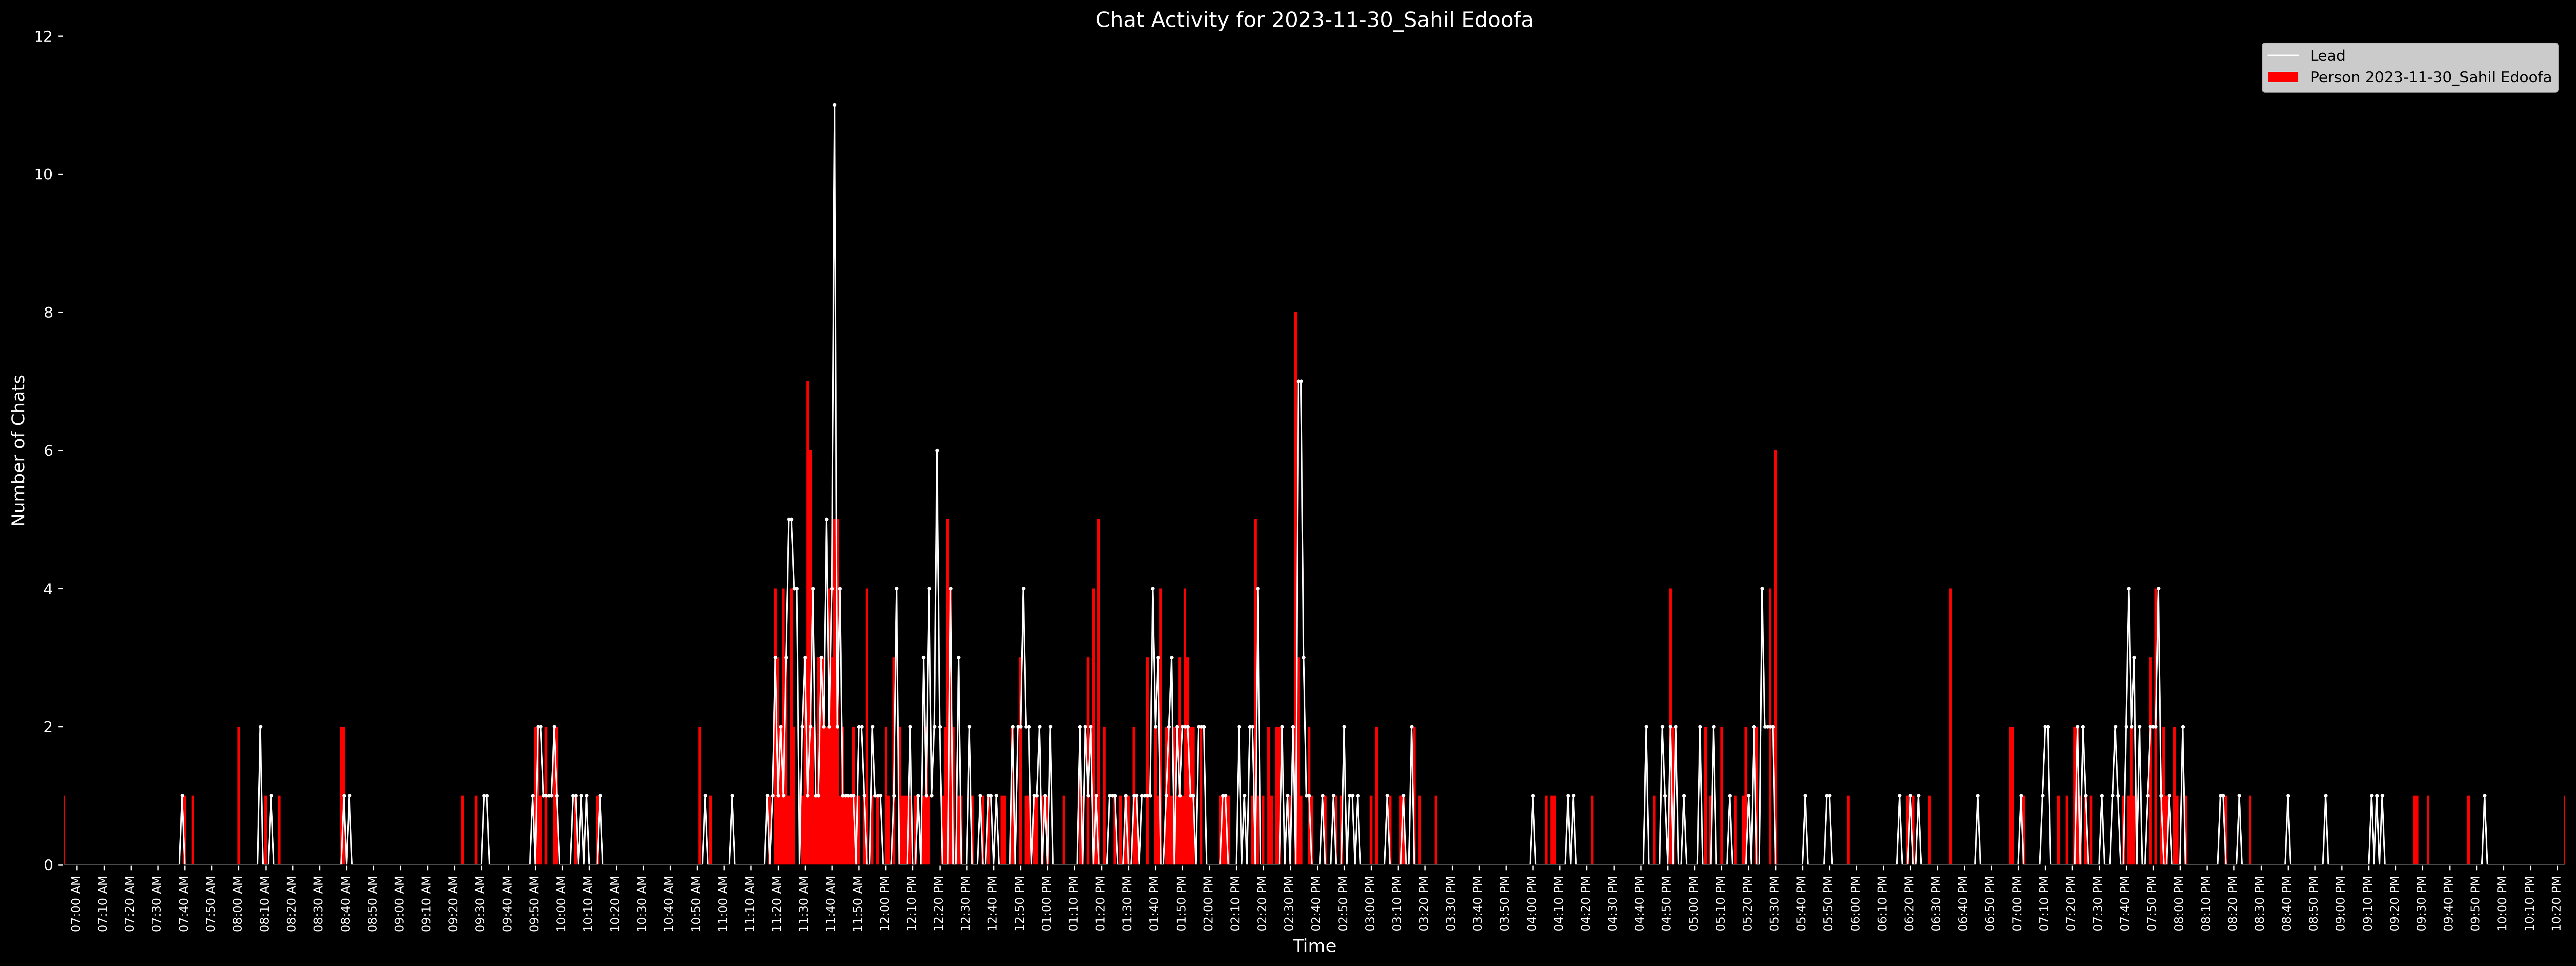 Chat Activity for 2023-11-30_Sahil Edoofa
Lead
Person 2023-11-30_Sahil Edoofa
Number of Chats
12
10
8
6
4
2
0
07:00 AM
07:10 AM
07:20 AM
07:30 AM
07:40 AM
07:50 AM
08:00 AM
08:10 AM
08:20 AM
08:30 AM
08:40 AM
08:50 AM
09:00 AM
09:10 AM
09:20 AM
09:30 AM
09:40 AM
09:50 AM
10:00 AM
10:10 AM
10:20 AM
10:30 AM
10:40 AM
10:50 AM
11:00 AM
11:10 AM
11:20 AM
11:30 AM
11:40 AM
11:50 AM
12:00 PM
12:10 PM
12:20 PM
12:30 PM
12:40 PM
12:50 PM
01:00 PM
01:10 PM
01:20 PM
01:30 PM
01:40 PM
01:50 PM
02:00 PM
02:10 PM
02:20 PM
02:30 PM
02:40 PM
02:50 PM
03:00 PM
03:10 PM
03:20 PM
03:30 PM
03:40 PM
03:50 PM
04:00 PM
04:10 PM
04:20 PM
04:30 PM
04:40 PM
04:50 PM
05:00 PM
05:10 PM
05:20 PM
05:30 PM
05:40 PM
05:50 PM
06:00 PM
06:10 PM
06:20 PM
06:30 PM
06:40 PM
06:50 PM
07:00 PM
07:10 PM
07:20 PM
07:30 PM
07:40 PM
07:50 PM
08:00 PM
08:10 PM
08:20 PM
08:30 PM
08:40 PM
08:50 PM
09:00 PM
09:10 PM
09:20 PM
09:30 PM
09:40 PM
09:50 PM
10:00 PM
10:10 PM
10:20 PM
Time